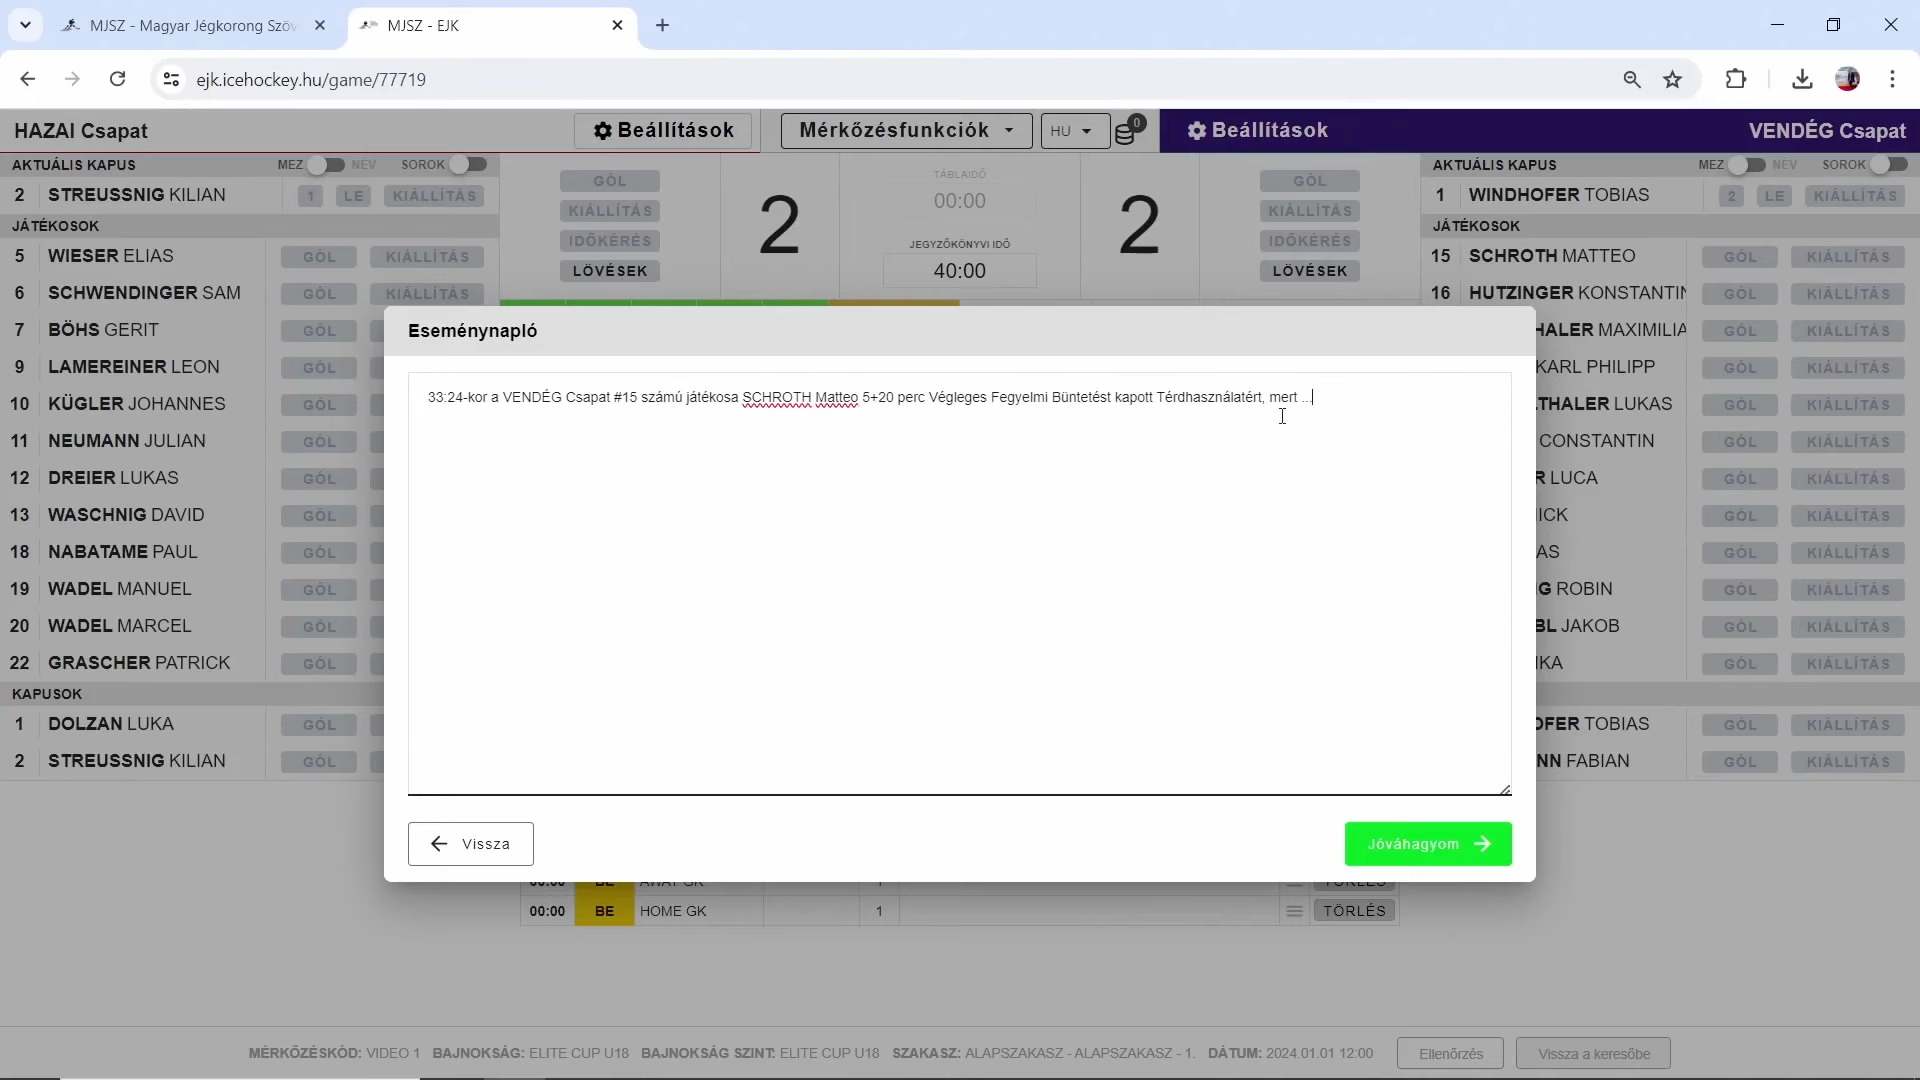 MJSZ - Magyar Jégkorong Szöv
MJSZ - EJK
ejk.icehockey.hu/game/77719
HAZAI Csapat
Beállítások
Mérkőzésfunkciók
HU
0
Beállítások
VENDÉG Csapat
AKTUÁLIS KAPUS MEZ NÉV SOROK
2 STREUSSNIG KILIAN 1 LE KIÁLLÍTÁS
JÁTÉKOSOK
5 WIESER ELIAS GÓL KIÁLLÍTÁS
6 SCHWENDINGER SAM GÓL KIÁLLÍTÁS
7 BÖHS GERIT GÓL
9 LAMEREINER LEON GÓL
10 KÜGLER JOHANNES GÓL
11 NEUMANN JULIAN GÓL
12 DREIER LUKAS GÓL
13 WASCHNIG DAVID GÓL
18 NABATAME PAUL GÓL
19 WADEL MANUEL GÓL
20 WADEL MARCEL GÓL
22 GRASCHER PATRICK GÓL
KAPUSOK
1 DOLZAN LUKA GÓL
2 STREUSSNIG KILIAN GÓL
GÓL
KIÁLLÍTÁS
IDŐKÉRÉS
LÖVÉSEK
2
TÁBLAIDŐ
00:00
JEGYZŐKÖNYVI IDŐ
40:00
2
GÓL
KIÁLLÍTÁS
IDŐKÉRÉS
LÖVÉSEK
AKTUÁLIS KAPUS MEZ NÉV SOROK
1 WINDHOFER TOBIAS 2 LE KIÁLLÍTÁS
JÁTÉKOSOK
15 SCHROTH MATTEO GÓL KIÁLLÍTÁS
16 HUTZINGER KONSTANTIN GÓL KIÁLLÍTÁS
HALER MAXIMILIA GÓL KIÁLLÍTÁS
KARL PHILIPP GÓL KIÁLLÍTÁS
LTHALER LUKAS GÓL KIÁLLÍTÁS
CONSTANTIN GÓL KIÁLLÍTÁS
R LUCA GÓL KIÁLLÍTÁS
ICK GÓL KIÁLLÍTÁS
AS GÓL KIÁLLÍTÁS
G ROBIN GÓL KIÁLLÍTÁS
BL JAKOB GÓL KIÁLLÍTÁS
KA GÓL KIÁLLÍTÁS
OFER TOBIAS GÓL KIÁLLÍTÁS
NN FABIAN GÓL KIÁLLÍTÁS
Eseménynapló
33:24-kor a VENDÉG Csapat #15 számú játékosa SCHROTH Matteo 5+20 perc Végleges Fegyelmi Büntetést kapott Térdhasználatért, mert ...
Vissza
Jóváhagyom
00:00 BE AWAY GK 1 TÖRLÉS
00:00 BE HOME GK 1 TÖRLÉS
MÉRKŐZÉSKÓD: VIDEO 1 BAJNOKSÁG: ELITE CUP U18 BAJNOKSÁG SZINT: ELITE CUP U18 SZAKASZ: ALAPSZAKASZ - ALAPSZAKASZ - 1. DÁTUM: 2024.01.01 12:00
Ellenőrzés
Vissza a keresőbe